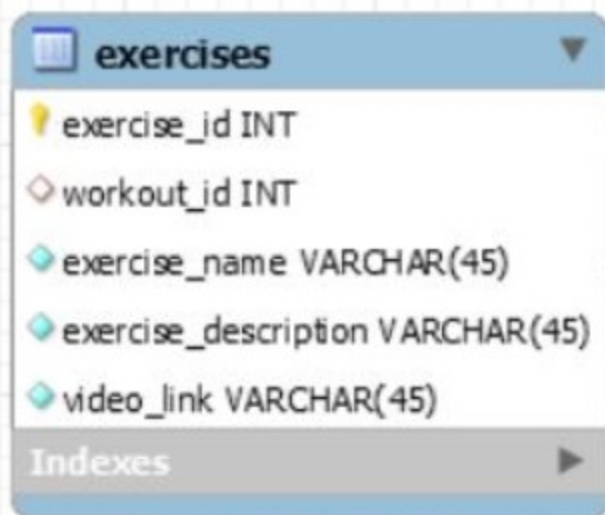 exercises
exercise_id INT
workout_id INT
exercise_name VARCHAR(45)
exercise_description VARCHAR(45)
video_link VARCHAR(45)
Indexes